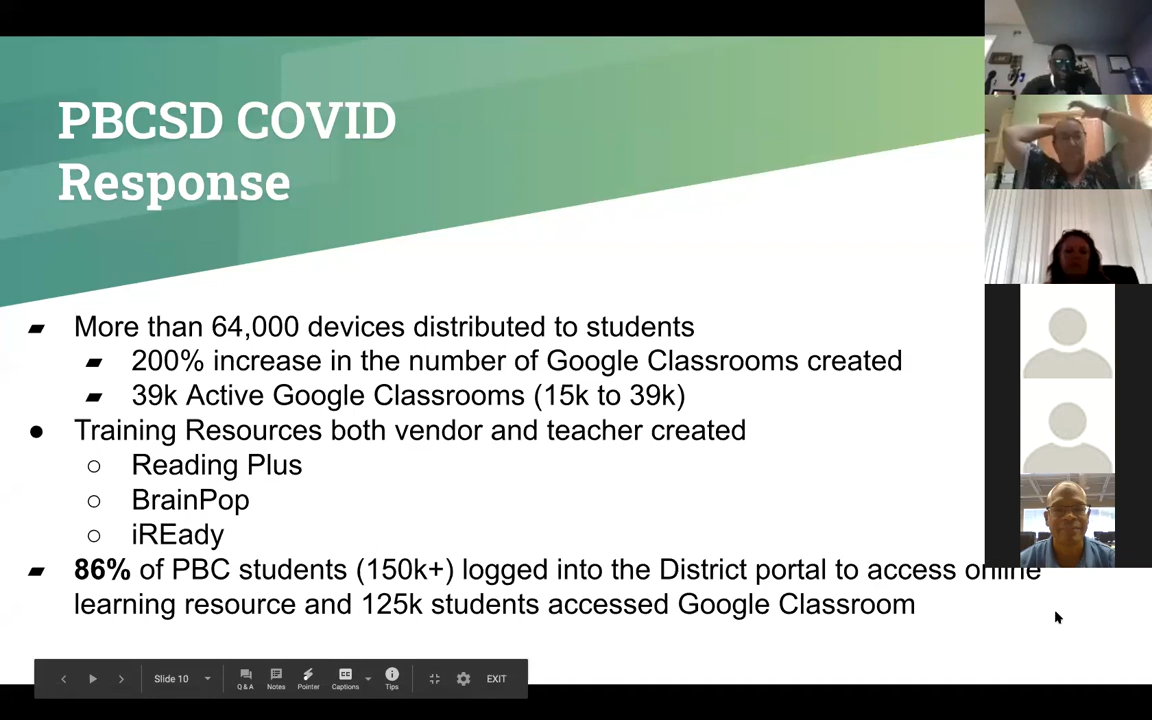 PBCSD COVID
Response
More than 64,000 devices distributed to students
200% increase in the number of Google Classrooms created
39k Active Google Classrooms (15k to 39k)
Training Resources both vendor and teacher created
Reading Plus
BrainPop
iREady
86% of PBC students (150k+) logged into the District portal to access online
learning resource and 125k students accessed Google Classroom
Slide 10
Q&A
Notes
Pointer
Captions
Tips
EXIT